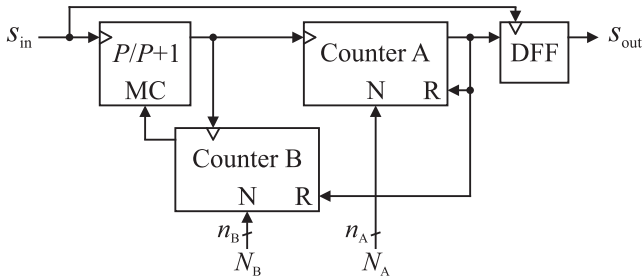 s_in
P/P+1
MC
Counter A
N
R
DFF
s_out
Counter B
N
R
n_B
N_B
n_A
N_A